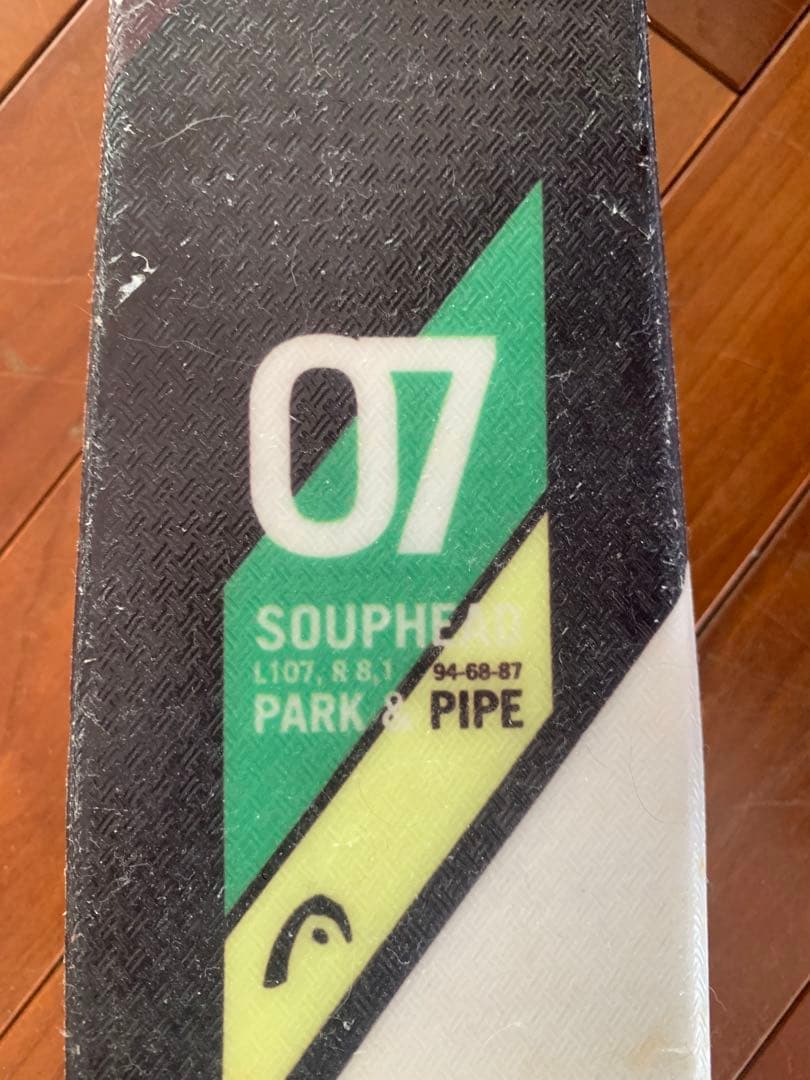 07
SOUPHEAD
L107, R 8,1 94-68-87
PARK & PIPE